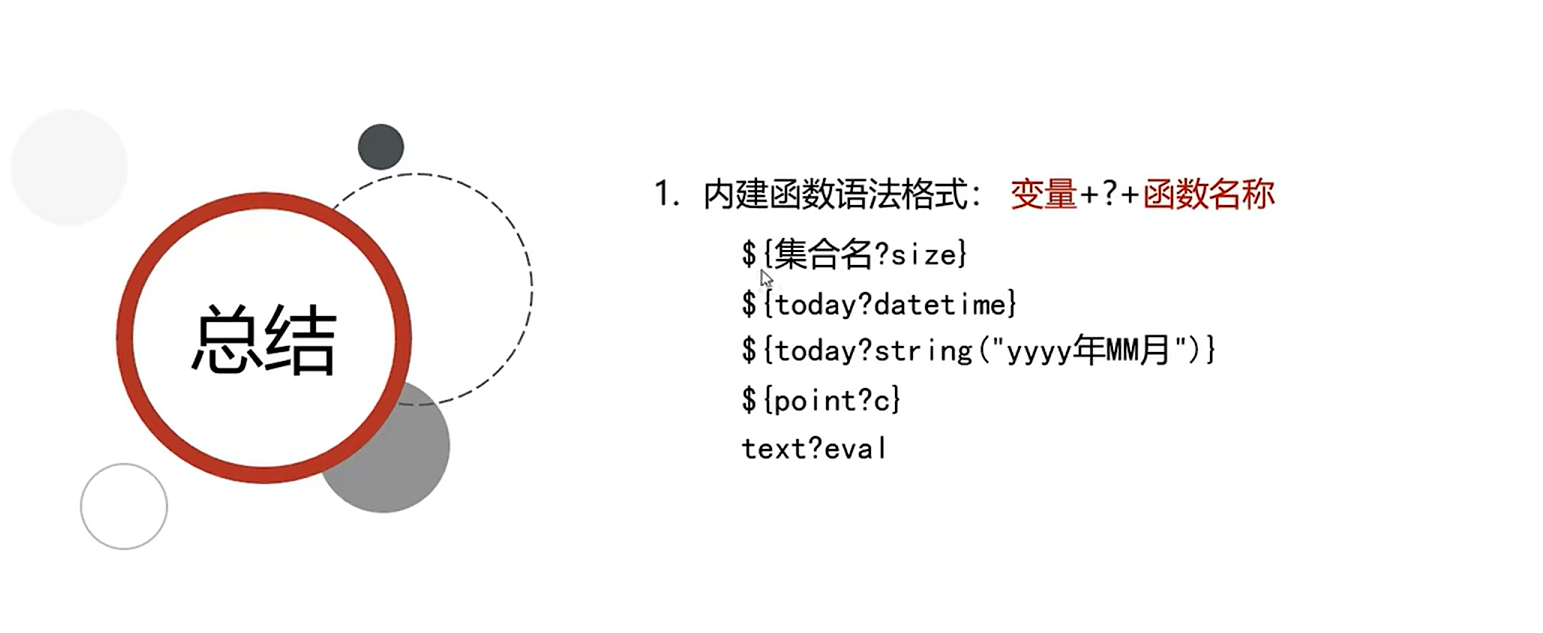 总结
1. 内建函数语法格式： 变量+?+函数名称
${集合名?size}
${today?datetime}
${today?string("yyyy年MM月")}
${point?c}
text?eval